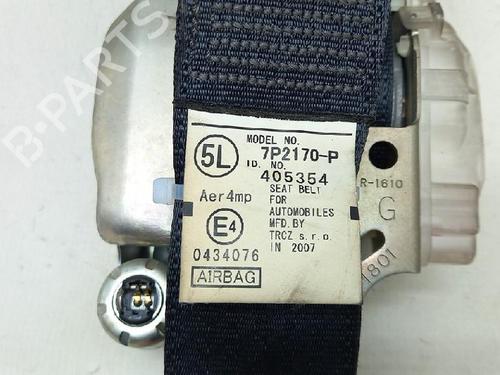 B-PARTS
MODEL NO.
5L
7P2170-P
ID. NO.
405354
Aer4mp
SEAT BELT
FOR
AUTOMOBILES
E4
MFD.BY
TRCZ s.r.o
0434076
IN 2007
AIRBAG
R-1610
G
1801